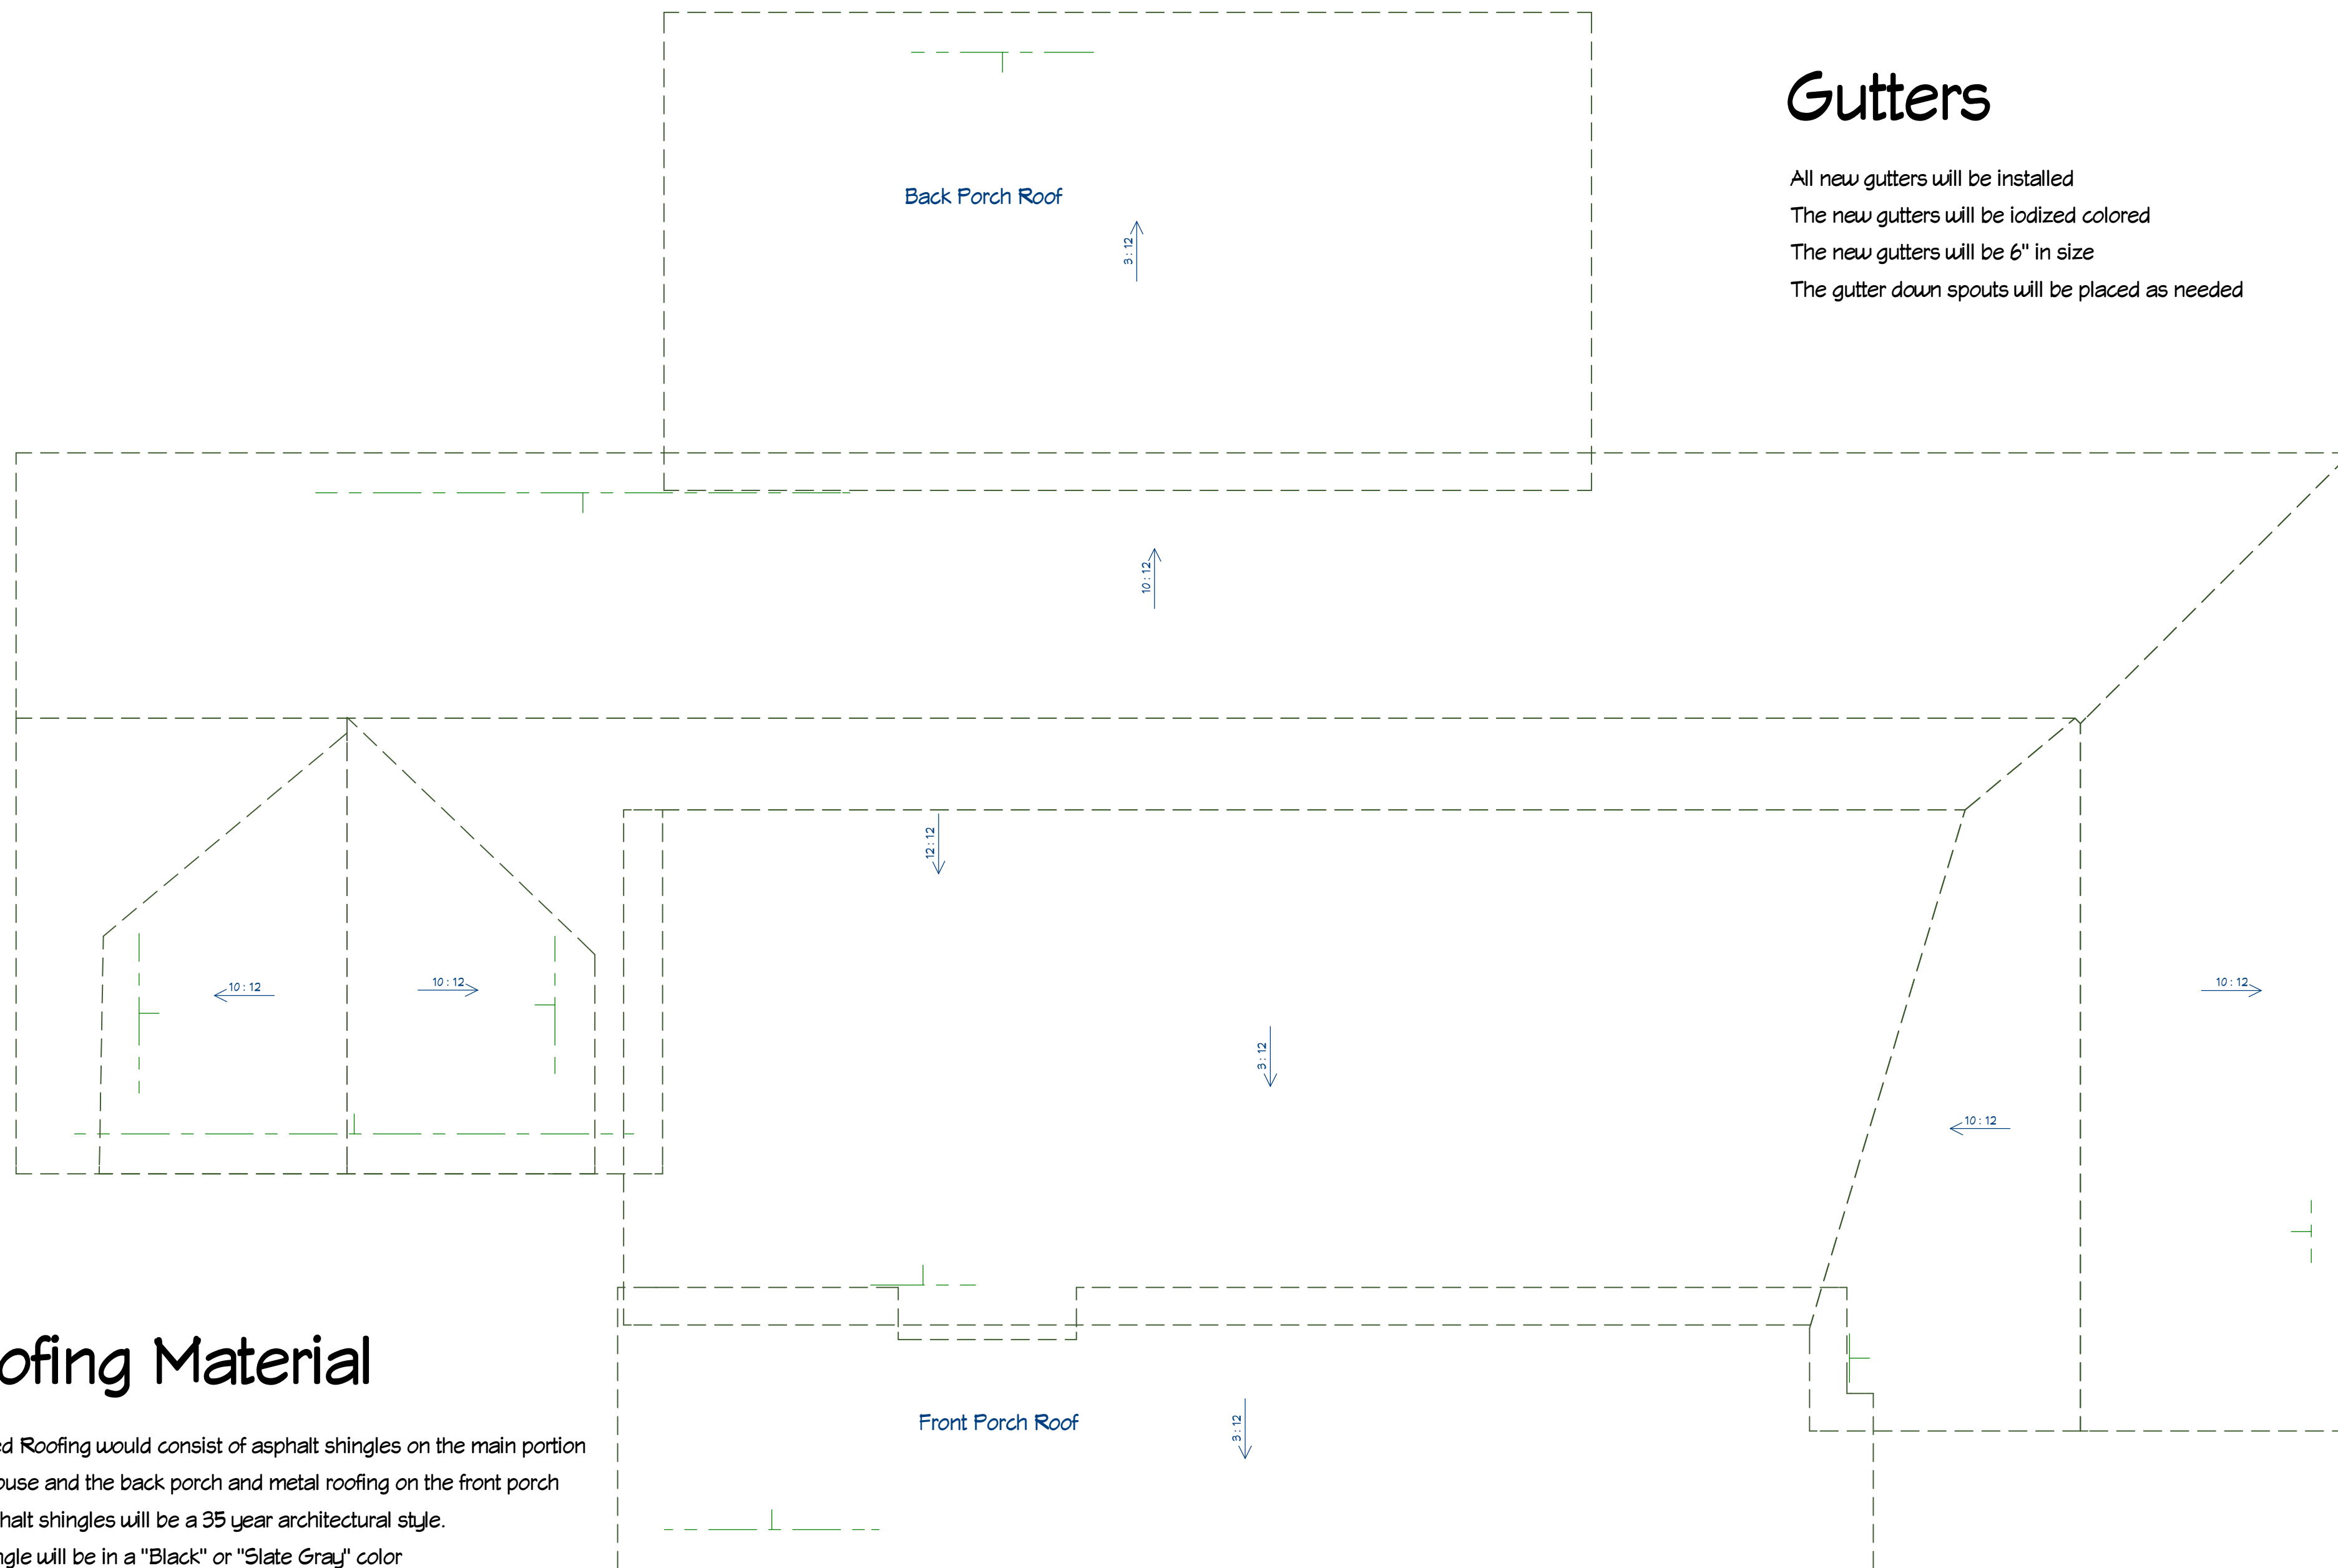 Gutters
All new gutters will be installed
The new gutters will be iodized colored
The new gutters will be 6" in size
The gutter down spouts will be placed as needed
Back Porch Roof
3 : 12
10 : 12
12 : 12
10 : 12
10 : 12
10 : 12
3 : 12
10 : 12
Front Porch Roof
3 : 12
ofing Material
ed Roofing would consist of asphalt shingles on the main portion
ouse and the back porch and metal roofing on the front porch
halt shingles will be a 35 year architectural style.
ngle will be in a "Black" or "Slate Gray" color